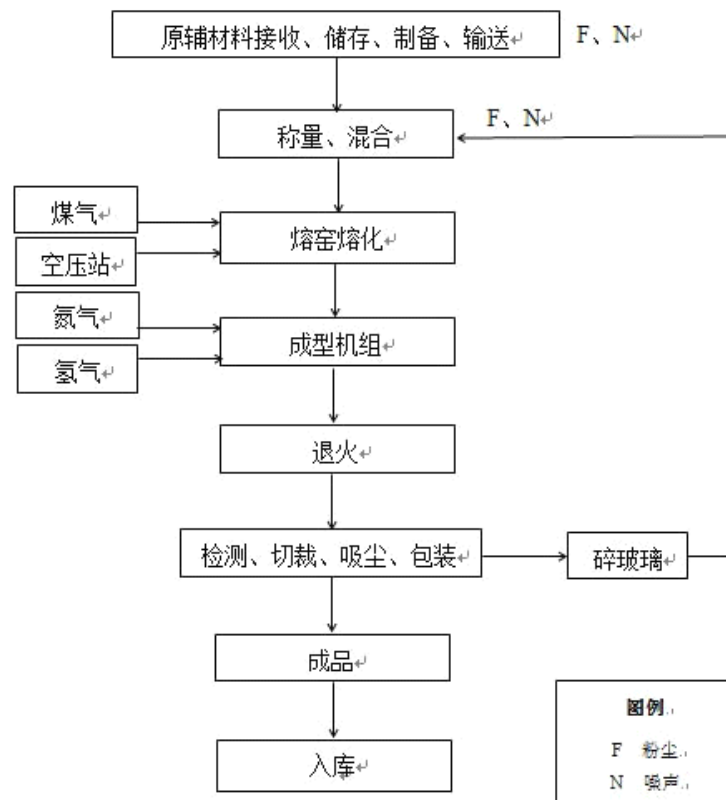 原辅材料接收、储存、制备、输送
F、N
称量、混合
F、N
煤气
熔窑熔化
空压站
氮气
成型机组
氢气
退火
检测、切裁、吸尘、包装
碎玻璃
成品
入库
图例
F 粉尘
N 噪声